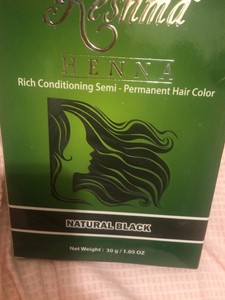 Reshma
HENNA
Rich Conditioning Semi - Permanent Hair Color
NATURAL BLACK
Net Weight : 30 g / 1.05 OZ